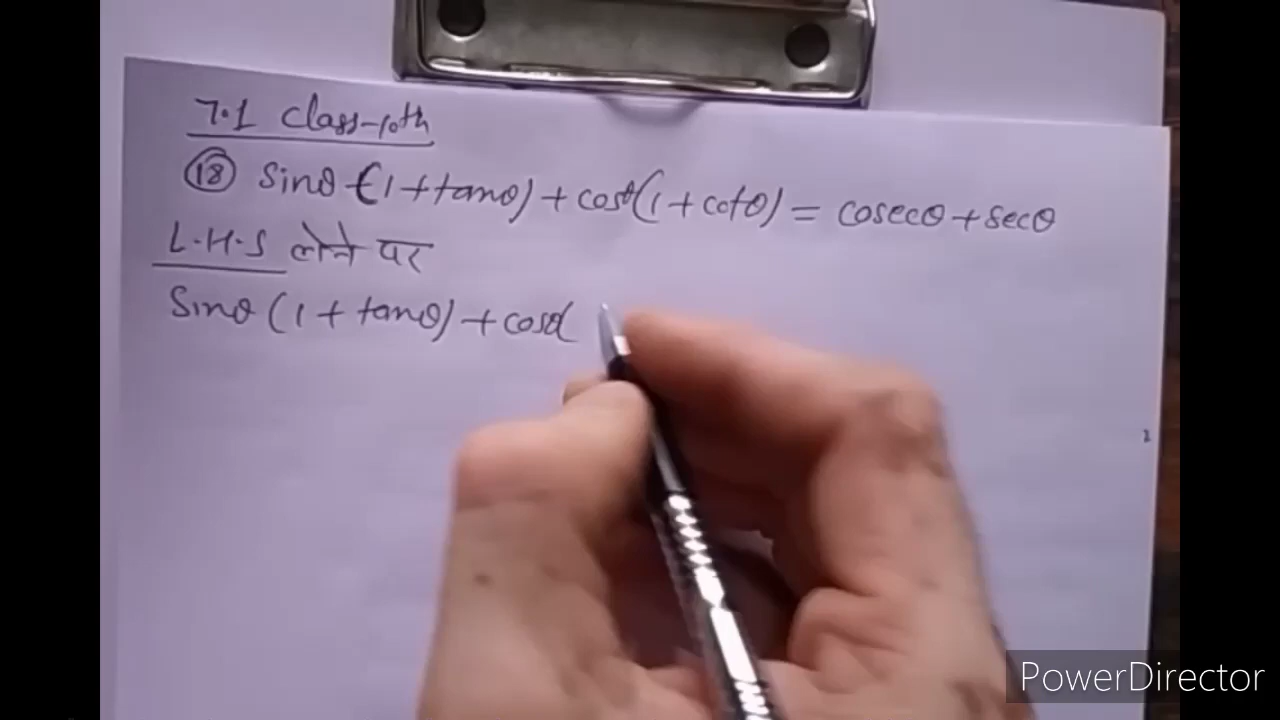 7.1 Class-10th
(18) sinθ (1+tanθ) + cosθ(1+cotθ) = cosecθ + secθ
L.H.S लेने पर
Sinθ (1 + tanθ) + cosθ(
PowerDirector